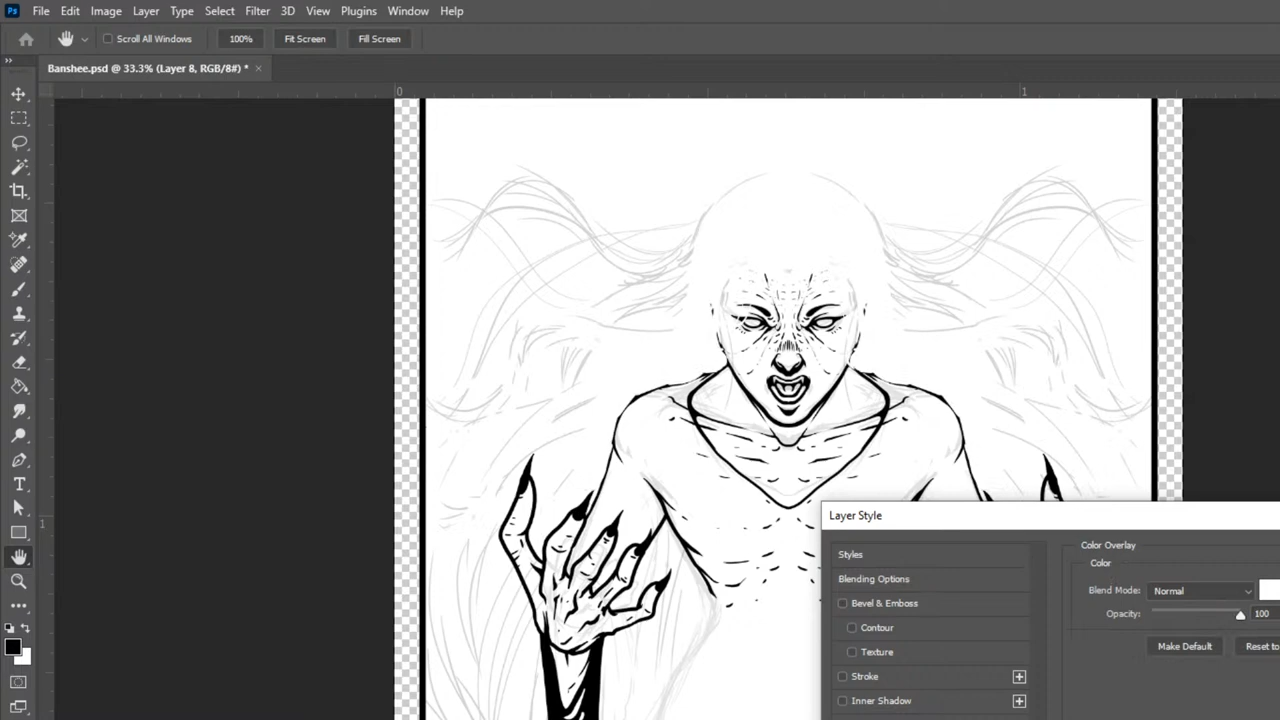 Ps File Edit Image Layer Type Select Filter 3D View Plugins Window Help
Scroll All Windows 100% Fit Screen Fill Screen
Banshee.psd @ 33.3% (Layer 8, RGB/8#) * ×
0 1
1
Layer Style
Styles
Blending Options
Bevel & Emboss
Contour
Texture
Stroke
Inner Shadow
Color Overlay
Color
Blend Mode: Normal
Opacity: 100
Make Default Reset to